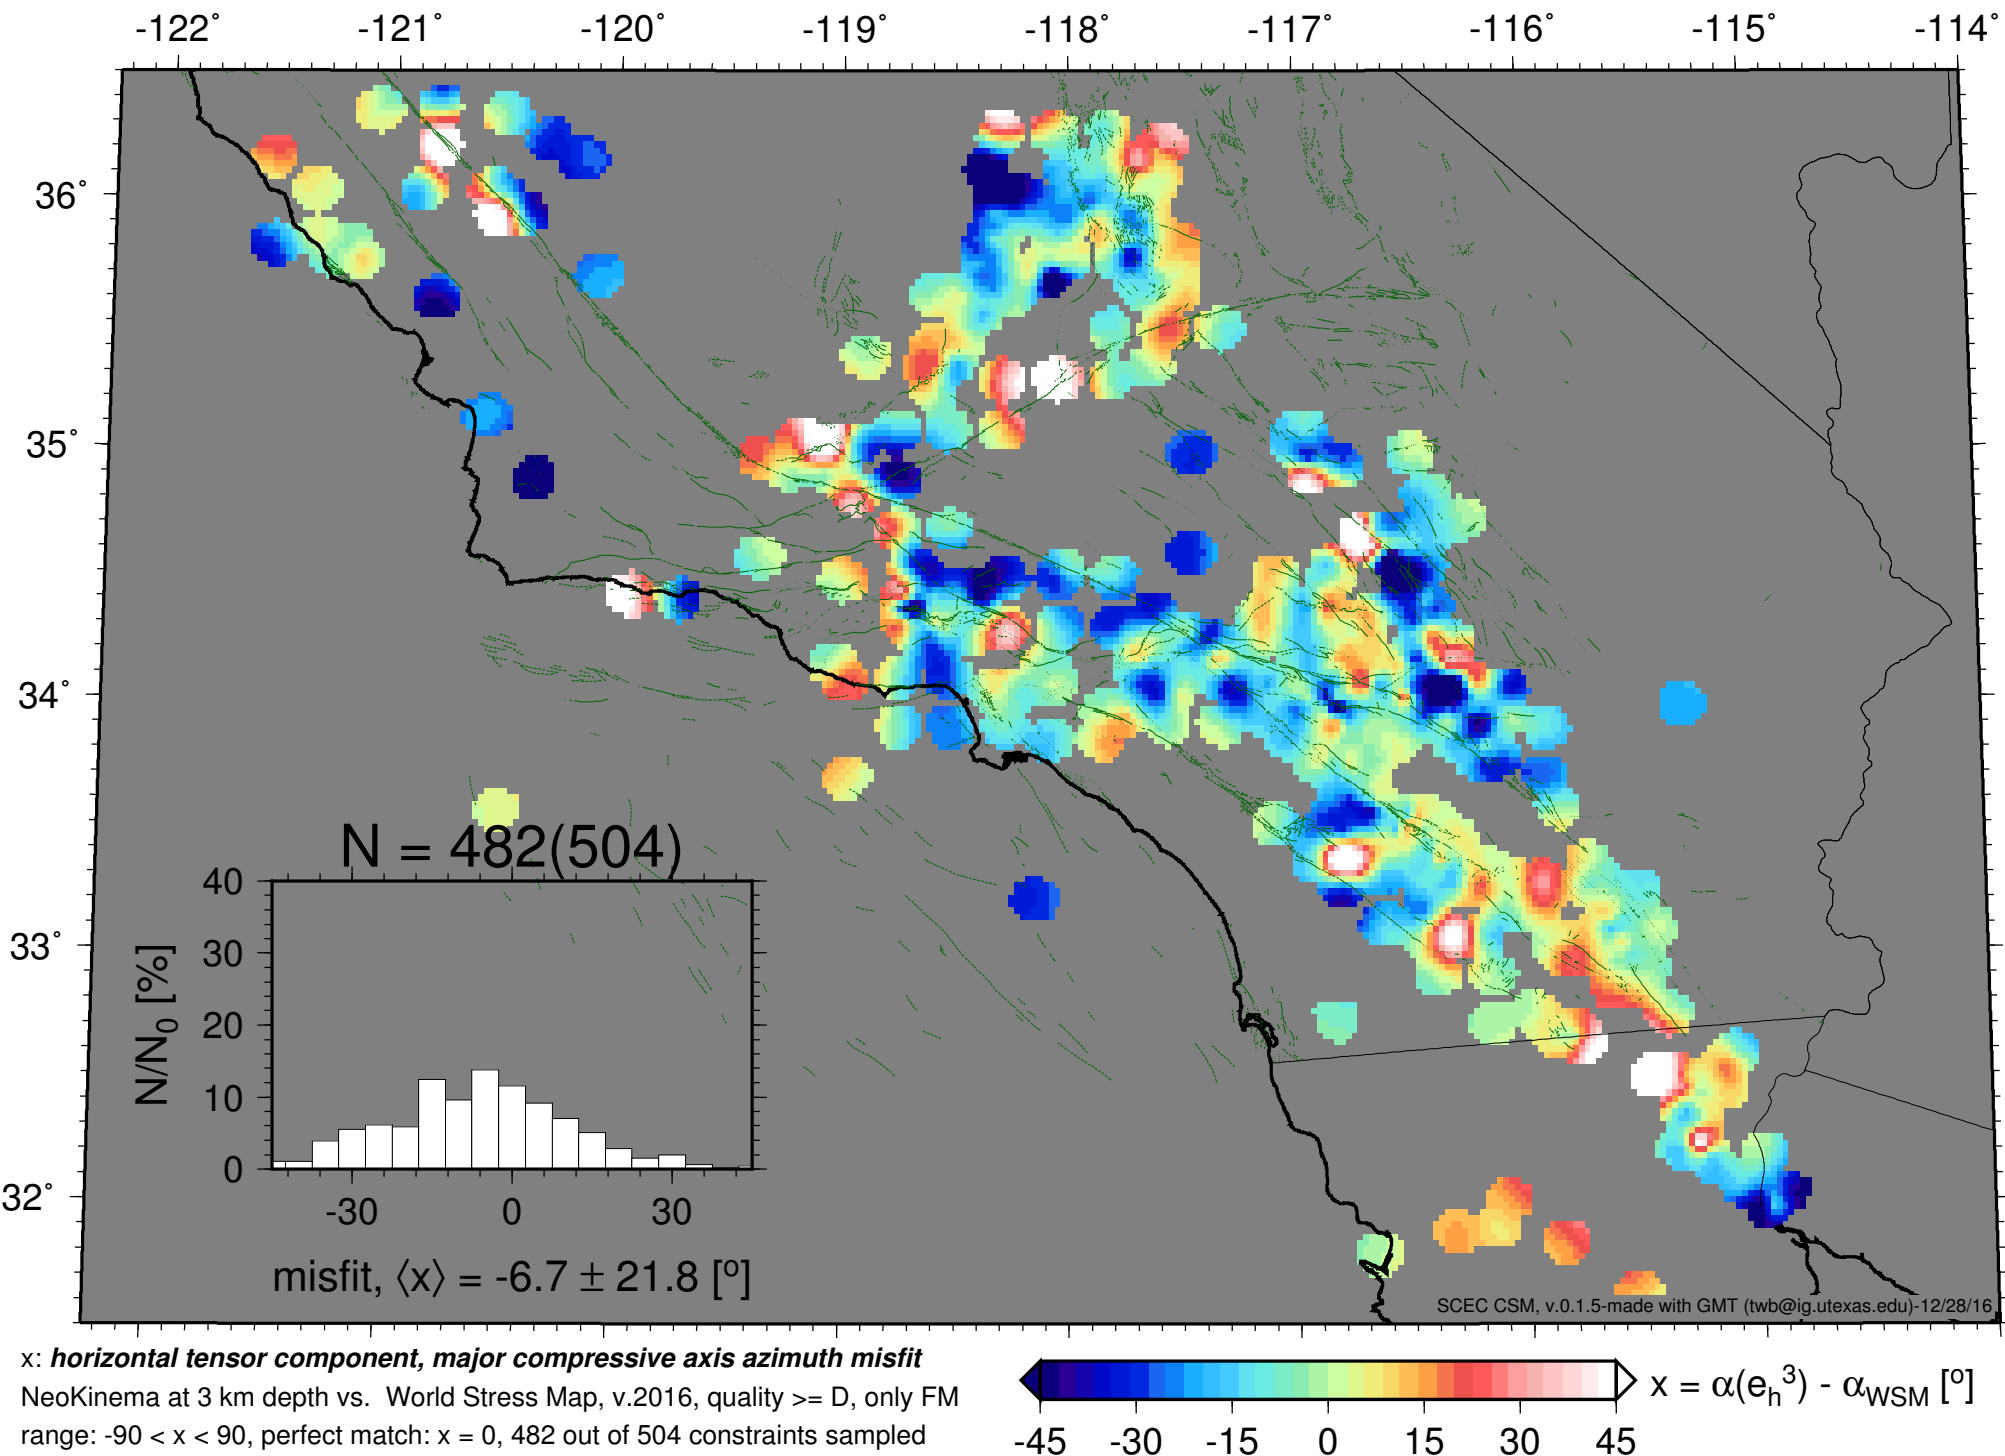 -122° -121° -120° -119° -118° -117° -116° -115° -114°
36°
35°
34°
33°
32°
N = 482(504)
40
30
20
10
0
N/N0 [%]
-30 0 30
misfit, ⟨x⟩ = -6.7 ± 21.8 [o]
SCEC CSM, v.0.1.5-made with GMT (twb@ig.utexas.edu)-12/28/16
x: horizontal tensor component, major compressive axis azimuth misfit
NeoKinema at 3 km depth vs. World Stress Map, v.2016, quality >= D, only FM
range: -90 < x < 90, perfect match: x = 0, 482 out of 504 constraints sampled
x = α(eh3) - αWSM [o]
-45 -30 -15 0 15 30 45